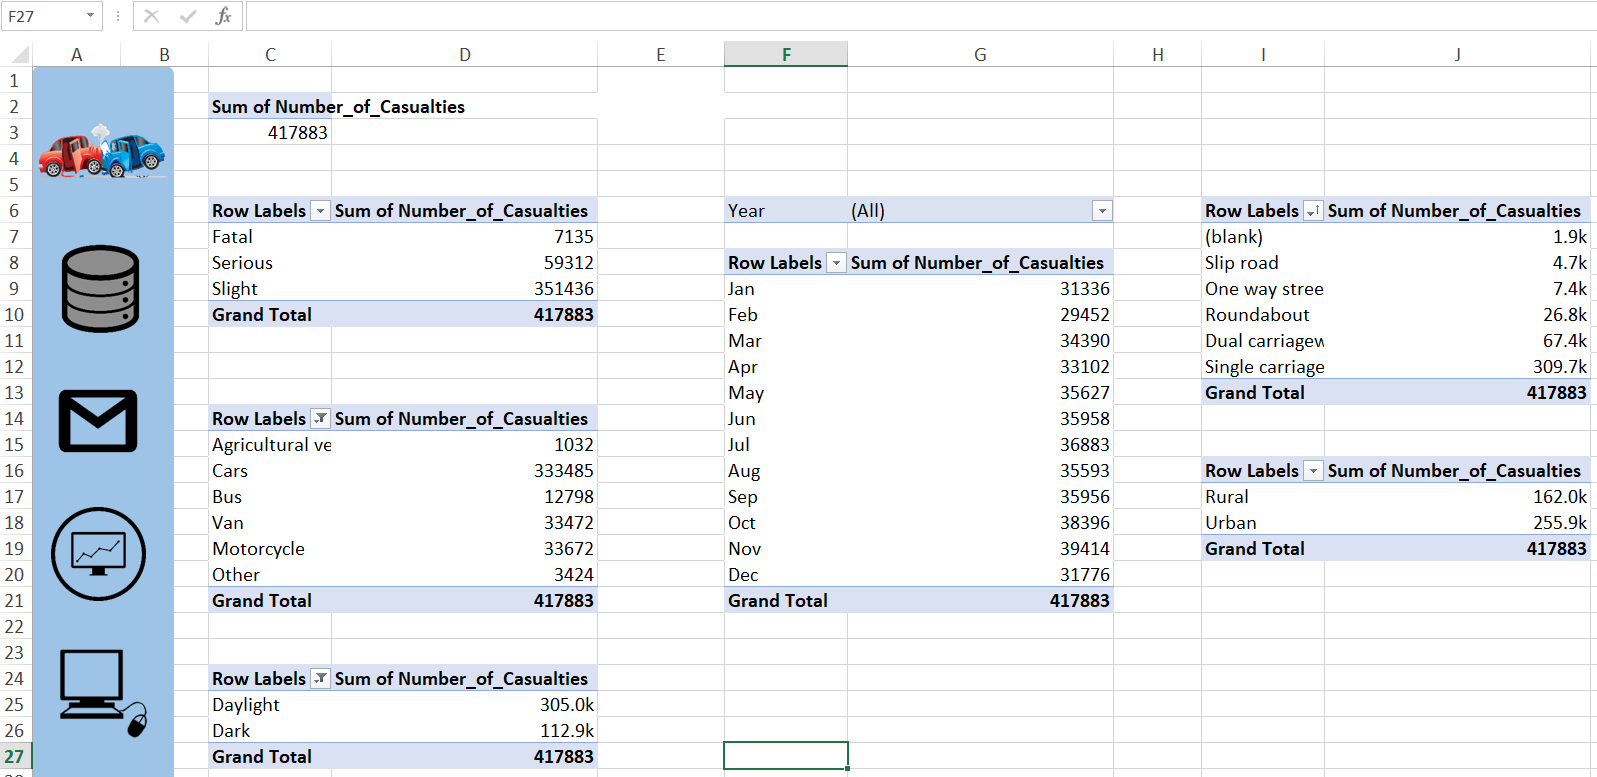 F27 fx
A B C D E F G H I J
1
2 Sum of Number_of_Casualties
3 417883
4
5
6 Row Labels Sum of Number_of_Casualties Year (All) Row Labels Sum of Number_of_Casualties
7 Fatal 7135 (blank) 1.9k
8 Serious 59312 Row Labels Sum of Number_of_Casualties Slip road 4.7k
9 Slight 351436 Jan 31336 One way stree 7.4k
10 Grand Total 417883 Feb 29452 Roundabout 26.8k
11 Mar 34390 Dual carriagew 67.4k
12 Apr 33102 Single carriage 309.7k
13 May 35627 Grand Total 417883
14 Row Labels Sum of Number_of_Casualties Jun 35958
15 Agricultural ve 1032 Jul 36883
16 Cars 333485 Aug 35593 Row Labels Sum of Number_of_Casualties
17 Bus 12798 Sep 35956 Rural 162.0k
18 Van 33472 Oct 38396 Urban 255.9k
19 Motorcycle 33672 Nov 39414 Grand Total 417883
20 Other 3424 Dec 31776
21 Grand Total 417883 Grand Total 417883
22
23
24 Row Labels Sum of Number_of_Casualties
25 Daylight 305.0k
26 Dark 112.9k
27 Grand Total 417883